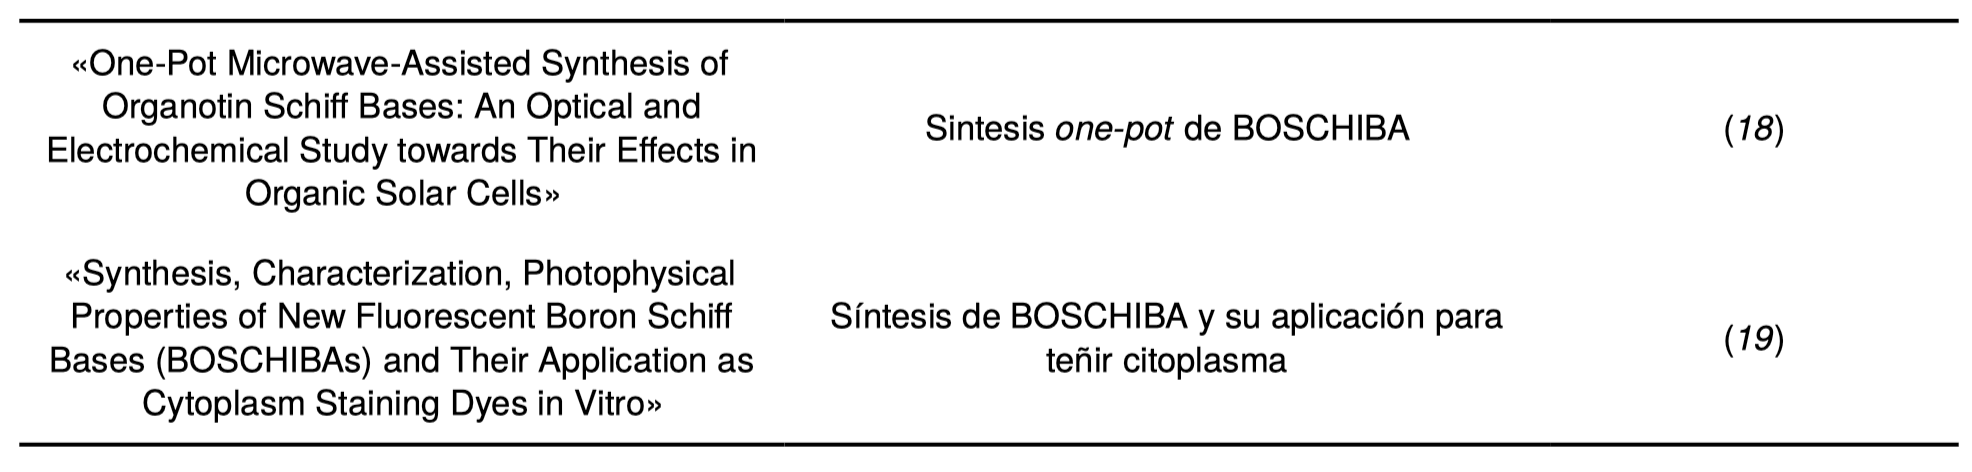 «One-Pot Microwave-Assisted Synthesis of
Organotin Schiff Bases: An Optical and
Electrochemical Study towards Their Effects in
Organic Solar Cells»
Sintesis one-pot de BOSCHIBA
(18)
«Synthesis, Characterization, Photophysical
Properties of New Fluorescent Boron Schiff
Bases (BOSCHIBAs) and Their Application as
Cytoplasm Staining Dyes in Vitro»
Síntesis de BOSCHIBA y su aplicación para
teñir citoplasma
(19)